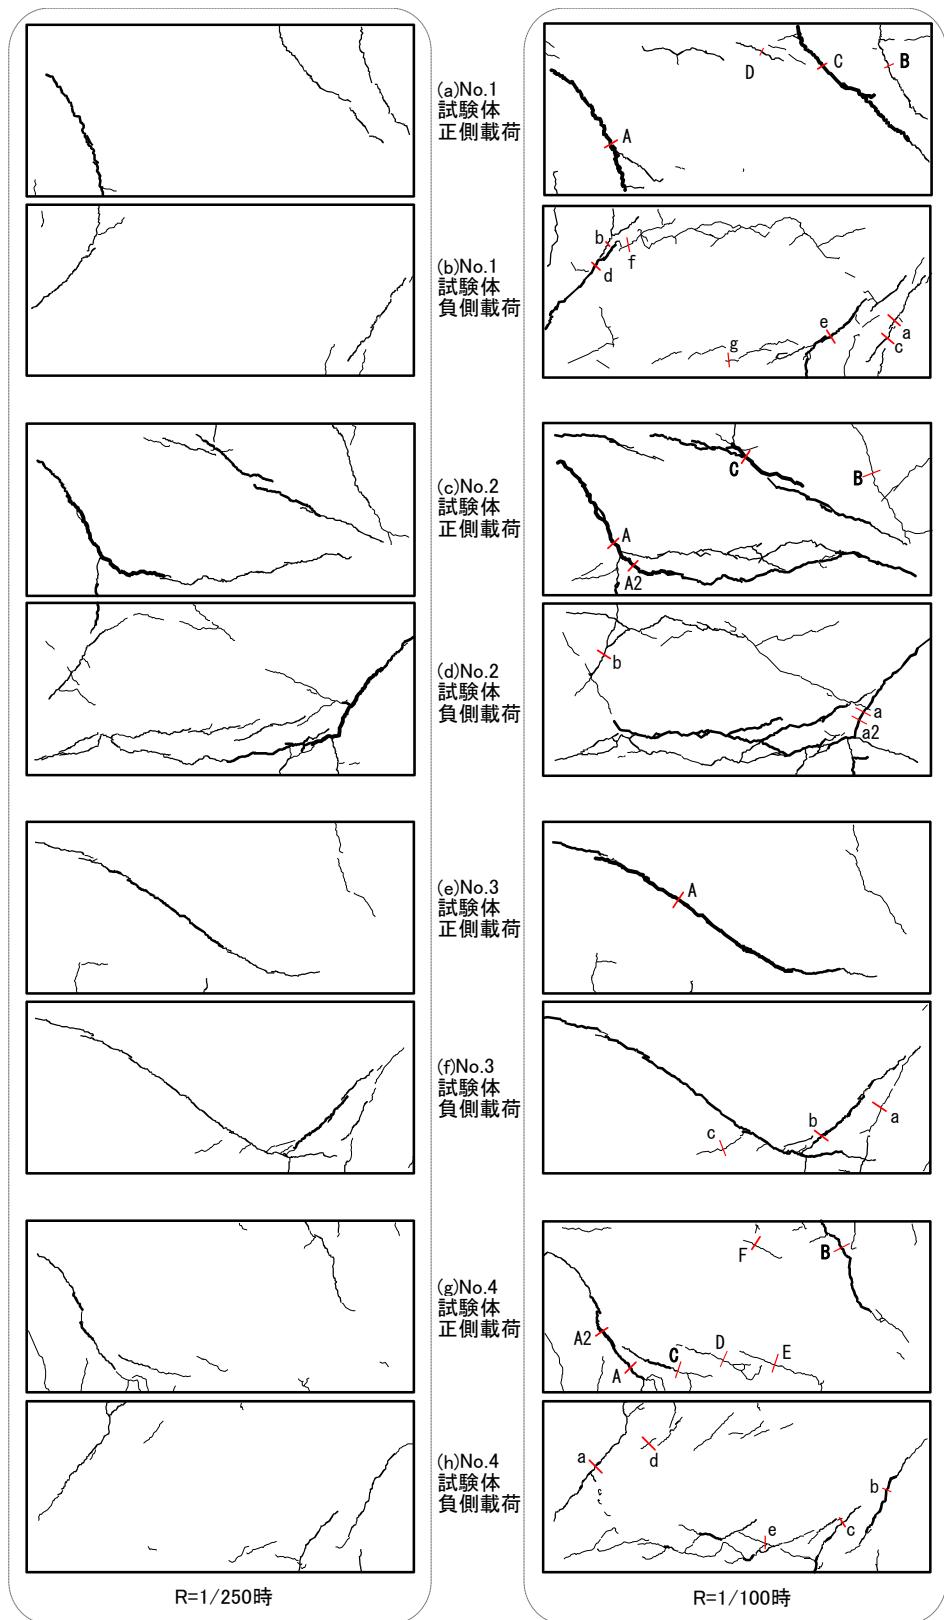 (a)No.1
試験体
正側載荷
A
B
C
D
(b)No.1
試験体
負側載荷
b
f
d
e
a
c
g
(c)No.2
試験体
正側載荷
C
B
A
A2
(d)No.2
試験体
負側載荷
b
a
a2
(e)No.3
試験体
正側載荷
A
(f)No.3
試験体
負側載荷
c
b
a
(g)No.4
試験体
正側載荷
F
B
A2
A
C
D
E
(h)No.4
試験体
負側載荷
a
d
b
c
e
R=1/250時
R=1/100時